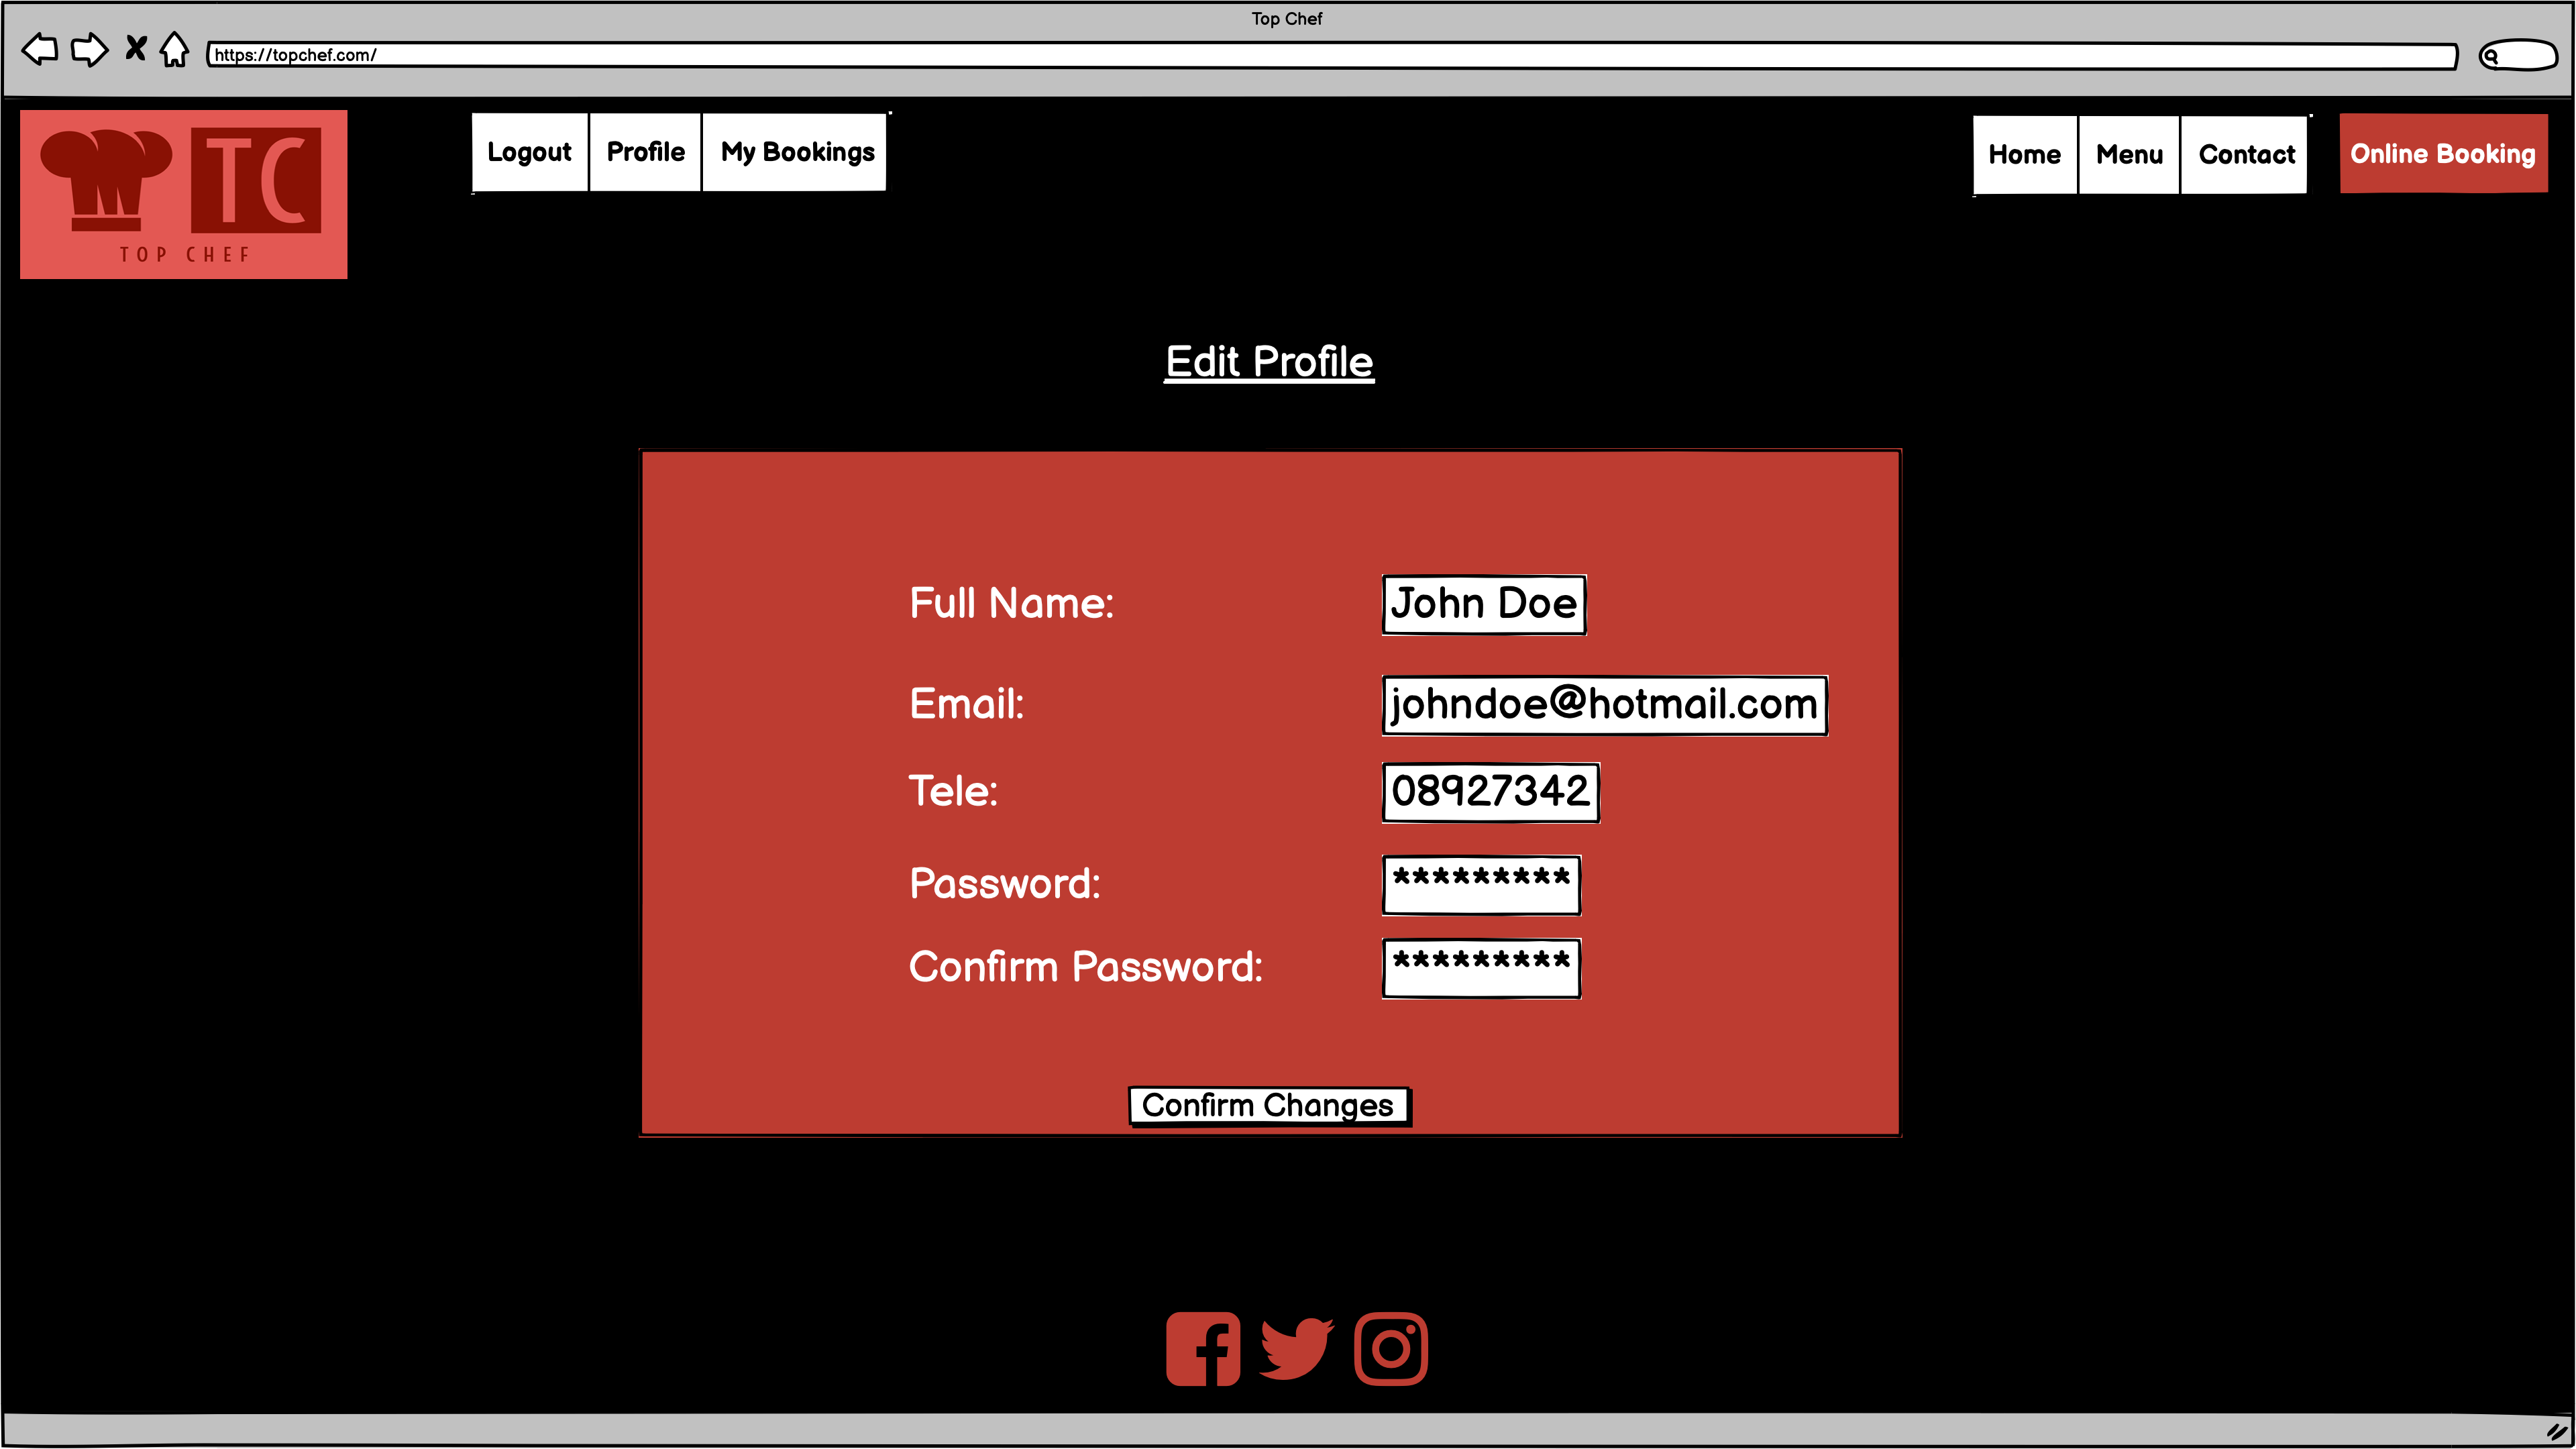 Top Chef
https://topchef.com/
TC
TOP CHEF
Logout Profile My Bookings
Home Menu Contact Online Booking
Edit Profile
Full Name: John Doe
Email: johndoe@hotmail.com
Tele: 08927342
Password: *********
Confirm Password: *********
Confirm Changes